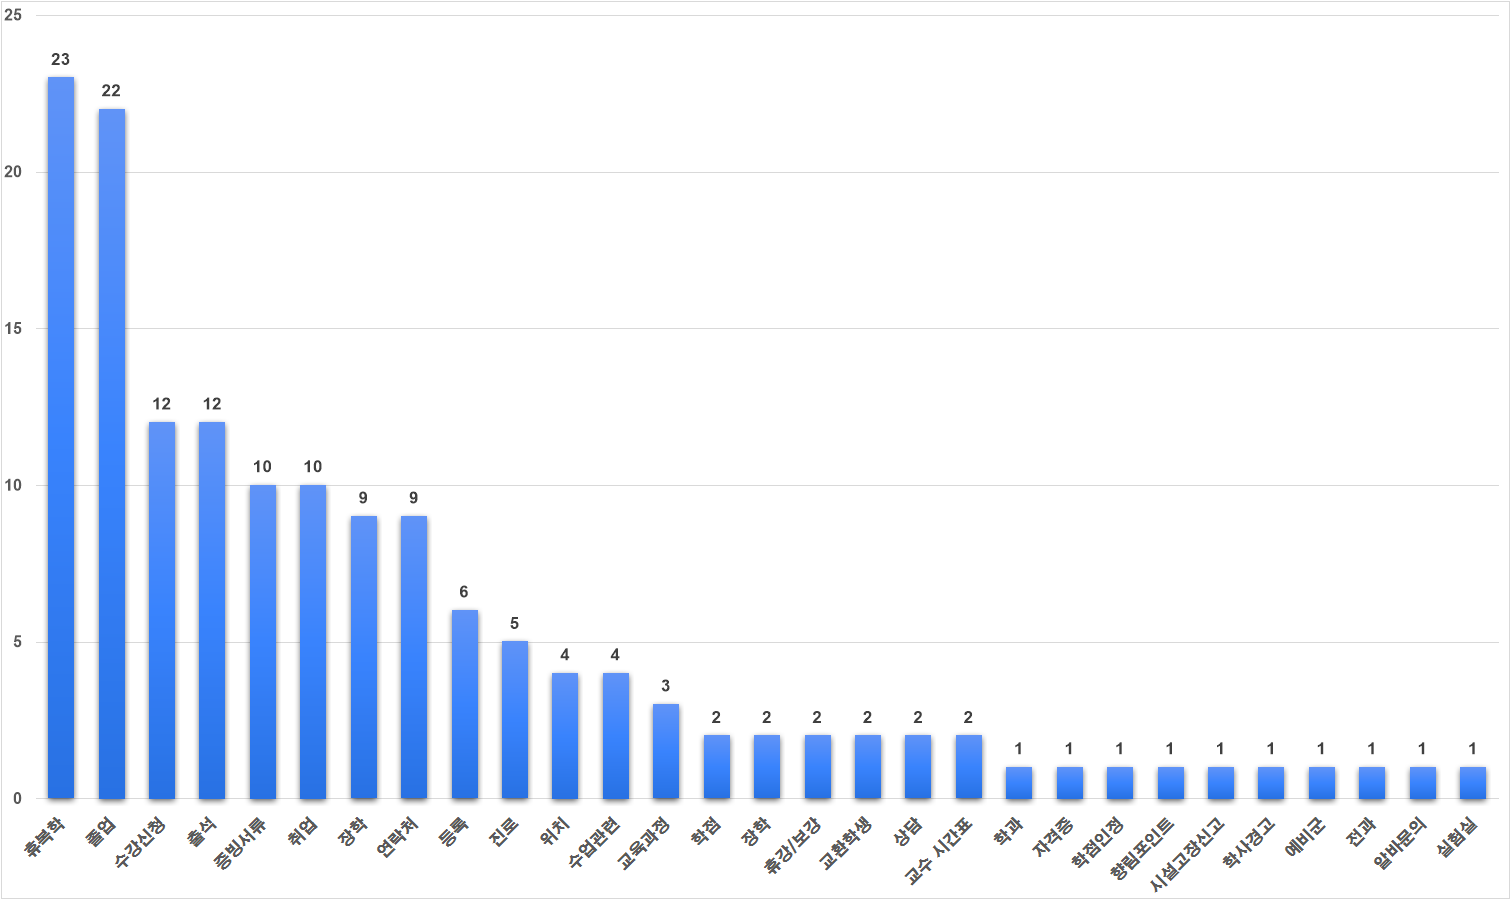 25
20
15
10
5
0
23
22
12
12
10
10
9
9
6
5
4
4
3
2
2
2
2
2
2
1
1
1
1
1
1
1
1
1
1
휴복학
졸업
수강신청
출석
증빙서류
취업
장학
연락처
등록
진로
위치
수업관련
교육과정
학점
장학
휴강/보강
교환학생
상담
교수 시간표
학과
자격증
학점인정
향림포인트
시설고장신고
학사경고
예비군
전과
알바문의
실험실